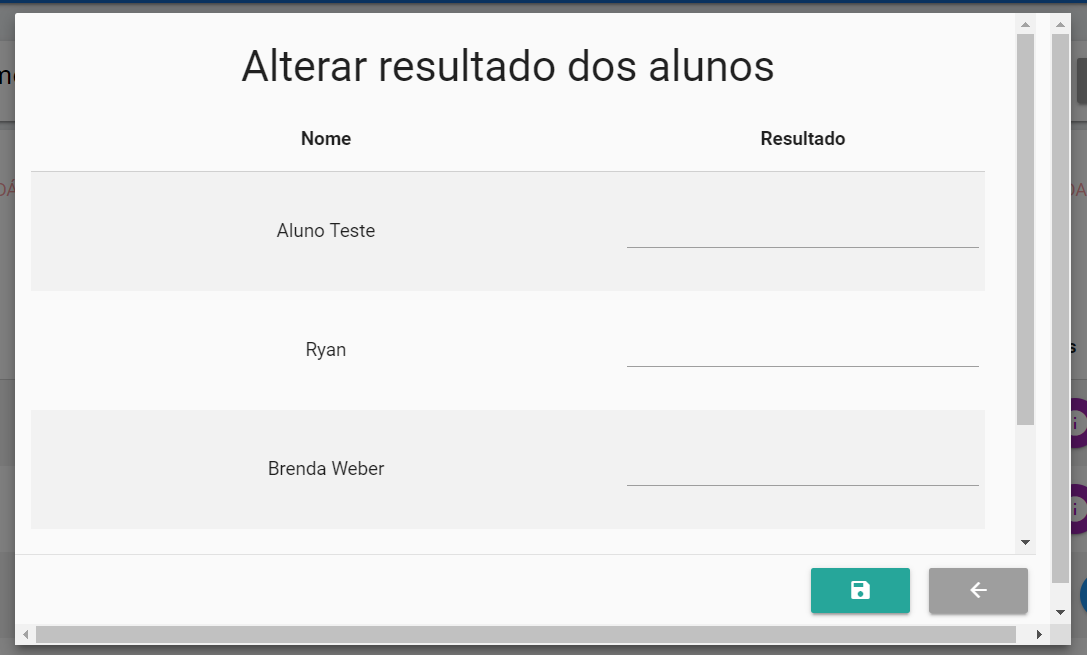 Alterar resultado dos alunos
Nome Resultado
Aluno Teste
Ryan
Brenda Weber